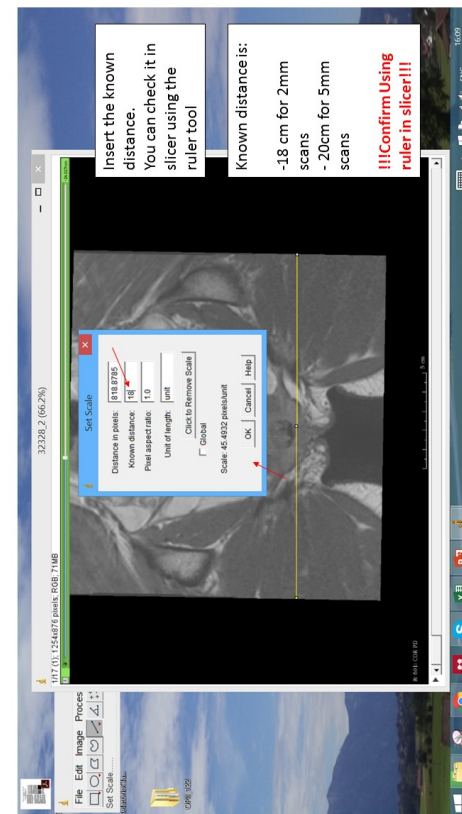 Insert the known
distance.
You can check it in
slicer using the
ruler tool
Known distance is:
-18 cm for 2mm
scans
- 20cm for 5mm
scans
!!!Confirm Using
ruler in slicer!!!
32328_2 (66.2%)
1/17 (1); 1254x876 pixels; RGB; 71MB
File Edit Image Proces
Set Scale...
Set Scale
Distance in pixels: 818.8785
Known distance: 18
Pixel aspect ratio: 1.0
Unit of length: unit
Click to Remove Scale
Global
Scale: 45.4932 pixels/unit
OK Cancel Help
5 cm
16:09